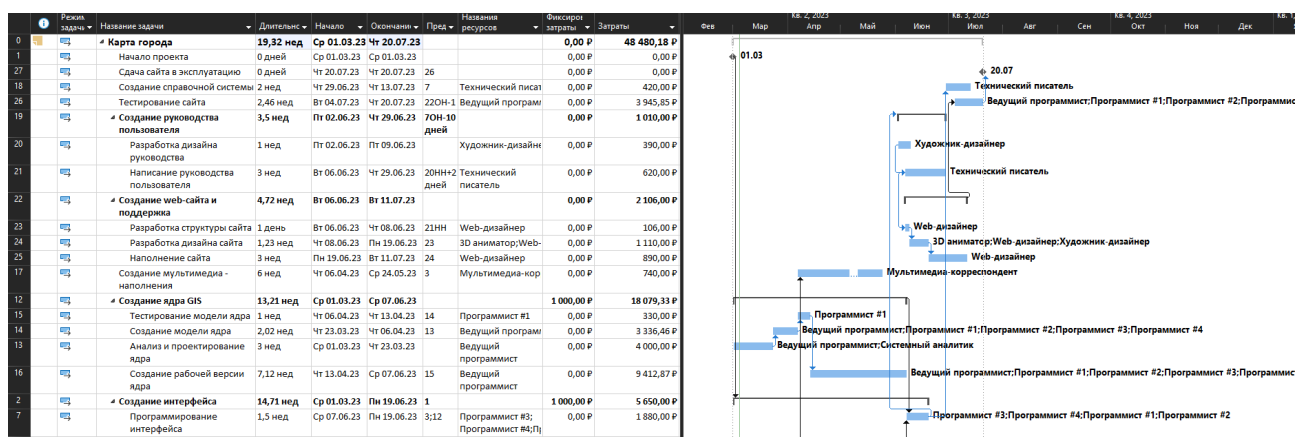 Режим задачи Название задачи Длительность Начало Окончани Пред Названия ресурсов Фиксирог затраты Затраты
Кв. 2, 2023 Кв. 3, 2023 Кв. 4, 2023 Кв. 1,
Фев Мар Апр Май Июн Июл Авг Сен Окт Ноя Дек
0 Карта города 19,32 нед Ср 01.03.23 Чт 20.07.23 0,00 ₽ 48 480,18 ₽
1 Начало проекта 0 дней Ср 01.03.23 Ср 01.03.23 0,00 ₽ 0,00 ₽ 01.03
27 Сдача сайта в эксплуатацию 0 дней Чт 20.07.23 Чт 20.07.23 26 0,00 ₽ 0,00 ₽ 20.07
18 Создание справочной системы 2 нед Чт 29.06.23 Чт 13.07.23 7 Технический писат 0,00 ₽ 420,00 ₽ Технический писатель
26 Тестирование сайта 2,46 нед Вт 04.07.23 Чт 20.07.23 22ОН-1 Ведущий програмı 0,00 ₽ 3 945,85 ₽ Ведущий программист;Программист #1;Программист #2;Программис
19 Создание руководства пользователя 3,5 нед Пт 02.06.23 Чт 29.06.23 7ОН-10 дней 0,00 ₽ 1 010,00 ₽
20 Разработка дизайна руководства 1 нед Пт 02.06.23 Пт 09.06.23 Художник-дизайне 0,00 ₽ 390,00 ₽ Художник-дизайнер
21 Написание руководства пользователя 3 нед Вт 06.06.23 Чт 29.06.23 20НН+2 дней Технический писатель 0,00 ₽ 620,00 ₽ Технический писатель
22 Создание web-сайта и поддержка 4,72 нед Вт 06.06.23 Вт 11.07.23 0,00 ₽ 2 106,00 ₽
23 Разработка структуры сайта 1 день Вт 06.06.23 Чт 08.06.23 21НН Web-дизайнер 0,00 ₽ 106,00 ₽ Web-дизайнер
24 Разработка дизайна сайта 1,23 нед Чт 08.06.23 Пн 19.06.23 23 3D аниматор;Web- 0,00 ₽ 1 110,00 ₽ 3D аниматор;Web-дизайнер;Художник-дизайнер
25 Наполнение сайта 3 нед Пн 19.06.23 Вт 11.07.23 24 Web-дизайнер 0,00 ₽ 890,00 ₽ Web-дизайнер
17 Создание мультимедиа - наполнения 6 нед Чт 06.04.23 Ср 24.05.23 3 Мультимедиа-кор 0,00 ₽ 740,00 ₽ Мультимедиа-корреспондент
12 Создание ядра GIS 13,21 нед Ср 01.03.23 Ср 07.06.23 1 000,00 ₽ 18 079,33 ₽
15 Тестирование модели ядра 1 нед Чт 06.04.23 Чт 13.04.23 14 Программист #1 0,00 ₽ 330,00 ₽ Программист #1
14 Создание модели ядра 2,02 нед Чт 23.03.23 Чт 06.04.23 13 Ведущий програмı 0,00 ₽ 3 336,46 ₽ Ведущий программист;Программист #1;Программист #2;Программист #3;Программист #4
13 Анализ и проектирование ядра 3 нед Ср 01.03.23 Чт 23.03.23 Ведущий программист 0,00 ₽ 4 000,00 ₽ Ведущий программист;Системный аналитик
16 Создание рабочей версии ядра 7,12 нед Чт 13.04.23 Ср 07.06.23 15 Ведущий программист 0,00 ₽ 9 412,87 ₽ Ведущий программист;Программист #1;Программист #2;Программист #3;Программист
2 Создание интерфейса 14,71 нед Ср 01.03.23 Пн 19.06.23 1 1 000,00 ₽ 5 650,00 ₽
7 Программирование интерфейса 1,5 нед Ср 07.06.23 Пн 19.06.23 3;12 Программист #3; Программист #4;Пр 0,00 ₽ 1 880,00 ₽ Программист #3;Программист #4;Программист #1;Программист #2